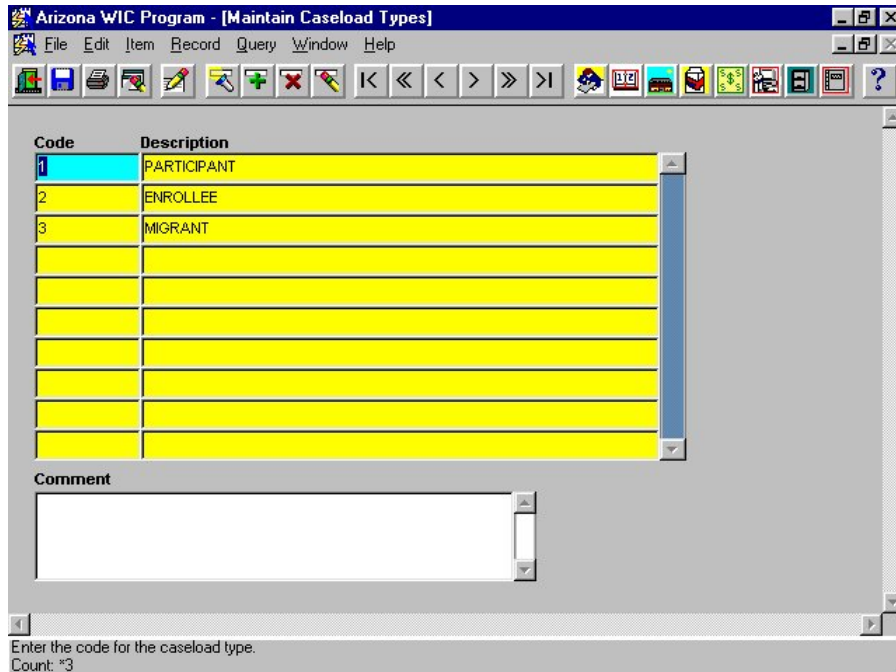 Arizona WIC Program - [Maintain Caseload Types]
File Edit Item Record Query Window Help
Code Description
1 PARTICIPANT
2 ENROLLEE
3 MIGRANT
Comment
Enter the code for the caseload type.
Count: *3